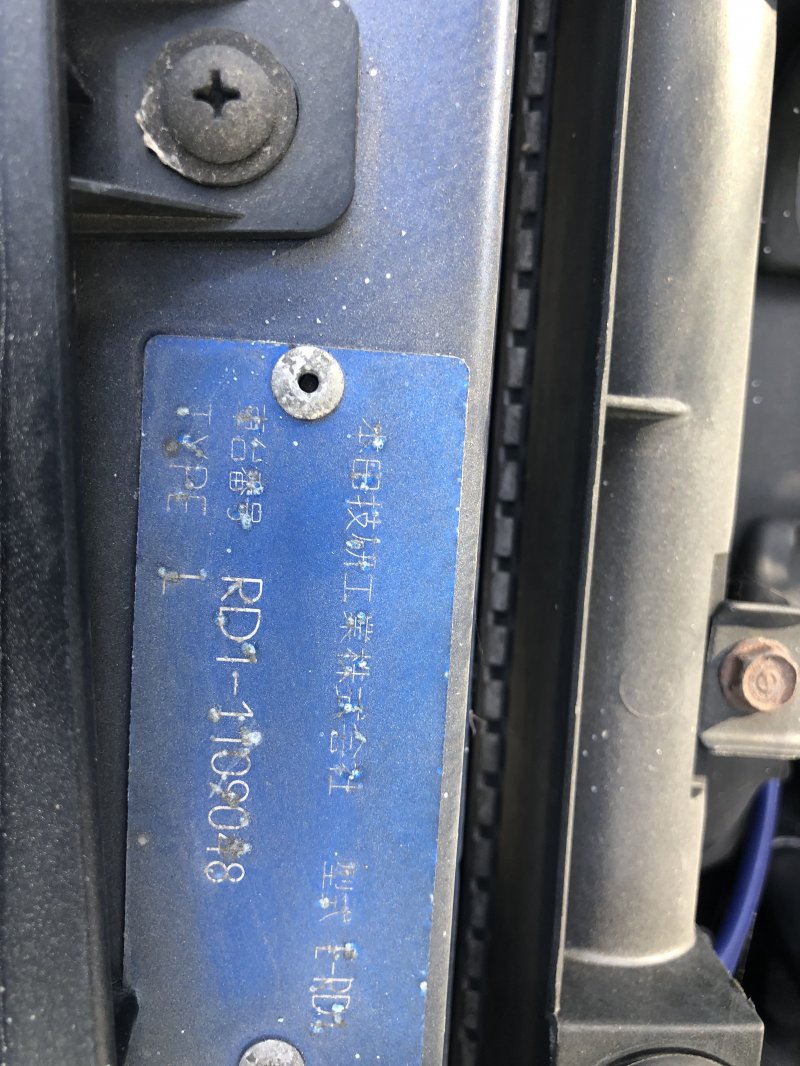 本田技研工業株式会社 型式 E-RD1
車台番号 RD1-1109048
TYPE L